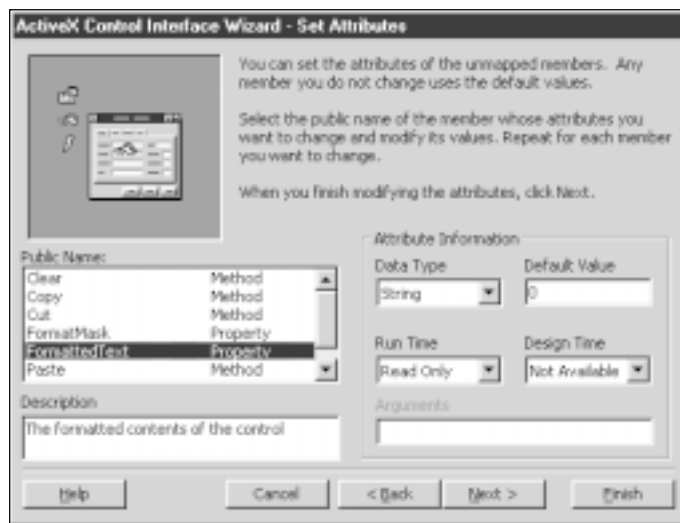 ActiveX Control Interface Wizard - Set Attributes
You can set the attributes of the unmapped members. Any
member you do not change uses the default values.
Select the public name of the member whose attributes you
want to change and modify its values. Repeat for each member
you want to change.
When you finish modifying the attributes, click Next.
Public Name:
Clear Method
Copy Method
Cut Method
FormatMask Property
FormattedText Property
Paste Method
Description
The formatted contents of the control
Attribute Information
Data Type Default Value
String 0
Run Time Design Time
Read Only Not Available
Arguments
Help Cancel < Back Next > Finish